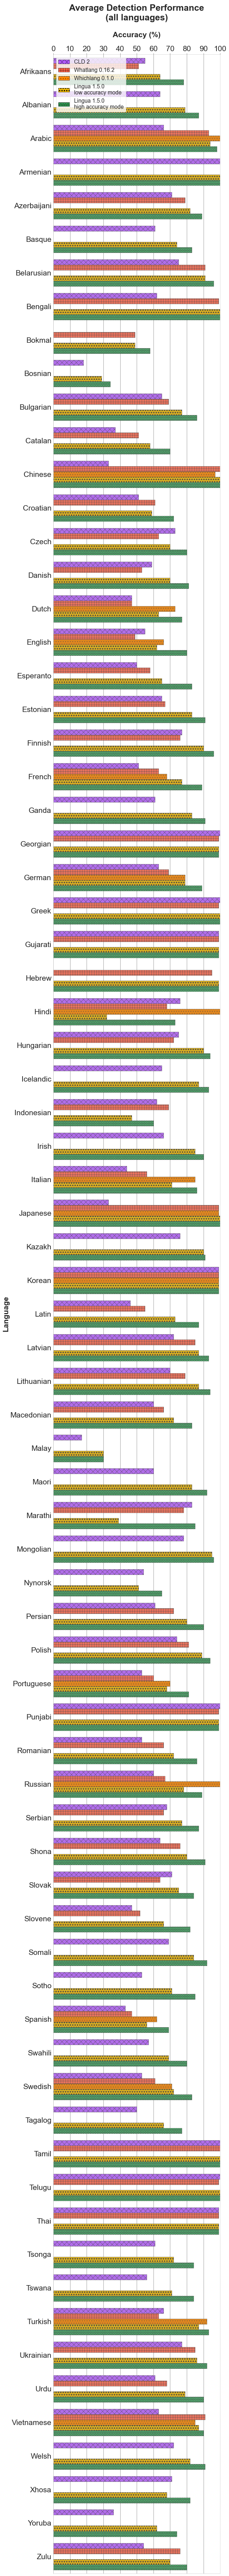 Average Detection Performance
(all languages)
Accuracy (%)
0 10 20 30 40 50 60 70 80 90 100
CLD 2
Whatlang 0.16.2
Whichlang 0.1.0
Lingua 1.5.0
low accuracy mode
Lingua 1.5.0
high accuracy mode
Language
Afrikaans
Albanian
Arabic
Armenian
Azerbaijani
Basque
Belarusian
Bengali
Bokmal
Bosnian
Bulgarian
Catalan
Chinese
Croatian
Czech
Danish
Dutch
English
Esperanto
Estonian
Finnish
French
Ganda
Georgian
German
Greek
Gujarati
Hebrew
Hindi
Hungarian
Icelandic
Indonesian
Irish
Italian
Japanese
Kazakh
Korean
Latin
Latvian
Lithuanian
Macedonian
Malay
Maori
Marathi
Mongolian
Nynorsk
Persian
Polish
Portuguese
Punjabi
Romanian
Russian
Serbian
Shona
Slovak
Slovene
Somali
Sotho
Spanish
Swahili
Swedish
Tagalog
Tamil
Telugu
Thai
Tsonga
Tswana
Turkish
Ukrainian
Urdu
Vietnamese
Welsh
Xhosa
Yoruba
Zulu